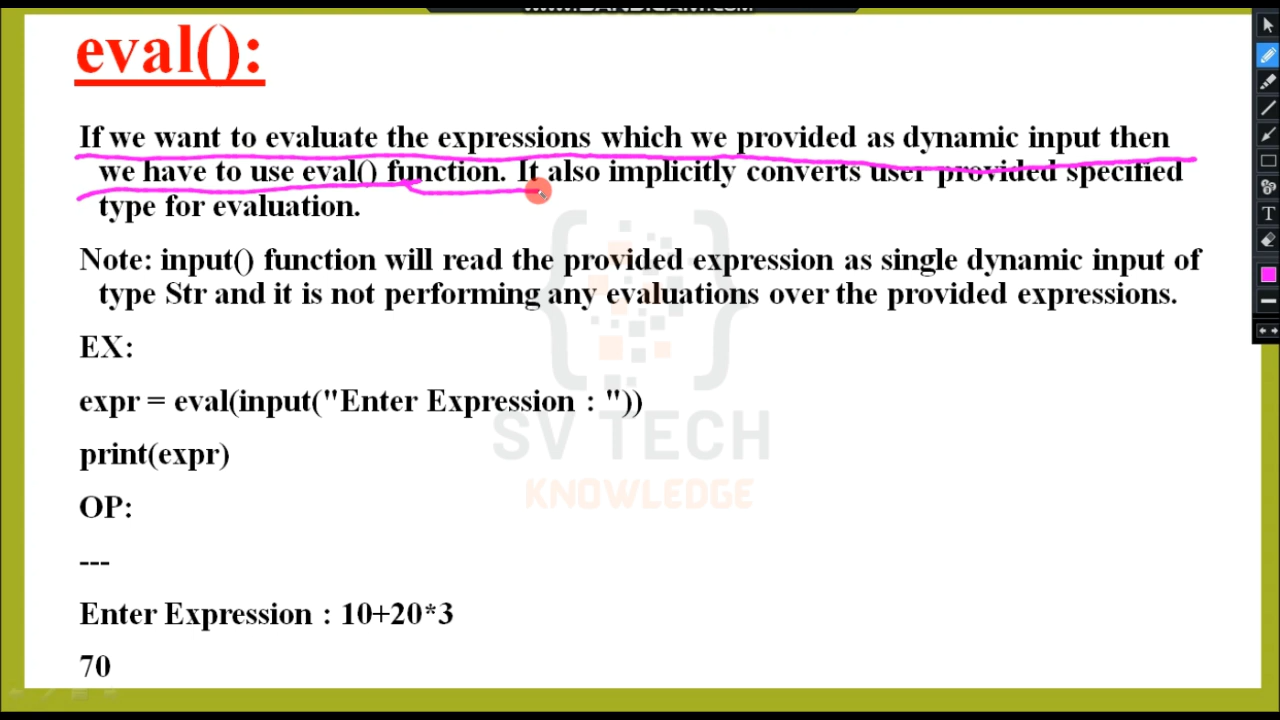 www.BANDICAM.COM
eval():
If we want to evaluate the expressions which we provided as dynamic input then
we have to use eval() function. It also implicitly converts user provided specified
type for evaluation.
Note: input() function will read the provided expression as single dynamic input of
type Str and it is not performing any evaluations over the provided expressions.
EX:
expr = eval(input("Enter Expression : "))
SV TECH
print(expr)
KNOWLEDGE
OP:
---
Enter Expression : 10+20*3
70
T